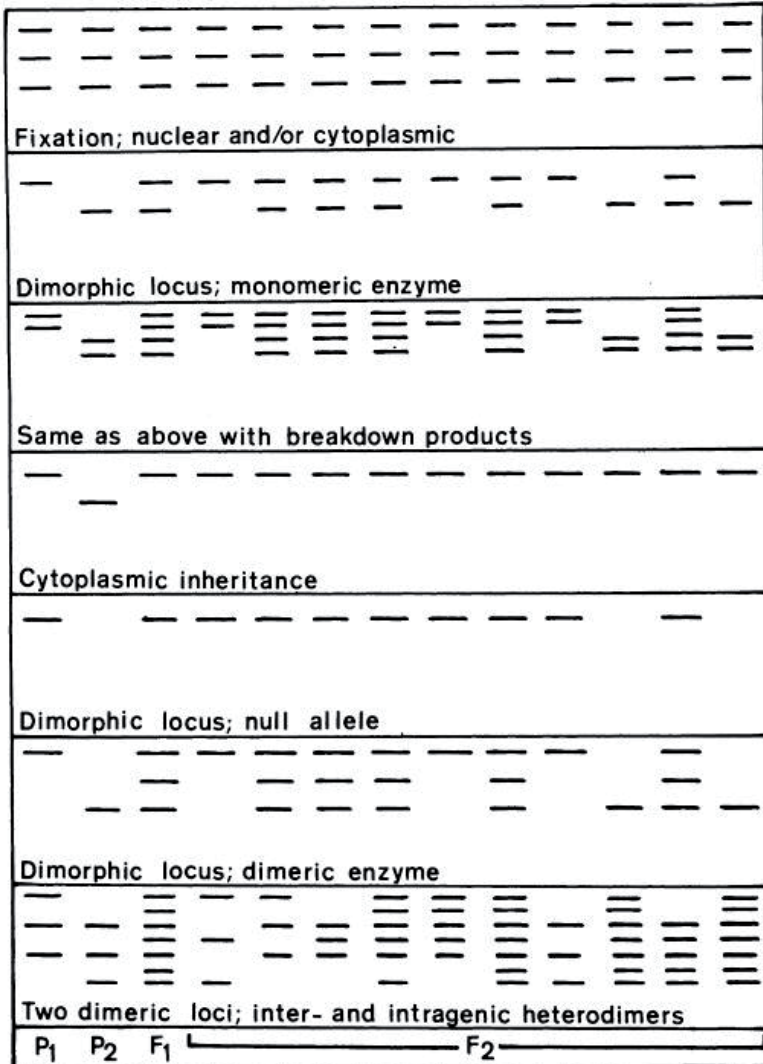 Fixation; nuclear and/or cytoplasmic
Dimorphic locus; monomeric enzyme
Same as above with breakdown products
Cytoplasmic inheritance
Dimorphic locus; null allele
Dimorphic locus; dimeric enzyme
Two dimeric loci; inter- and intragenic heterodimers
P1 P2 F1 F2